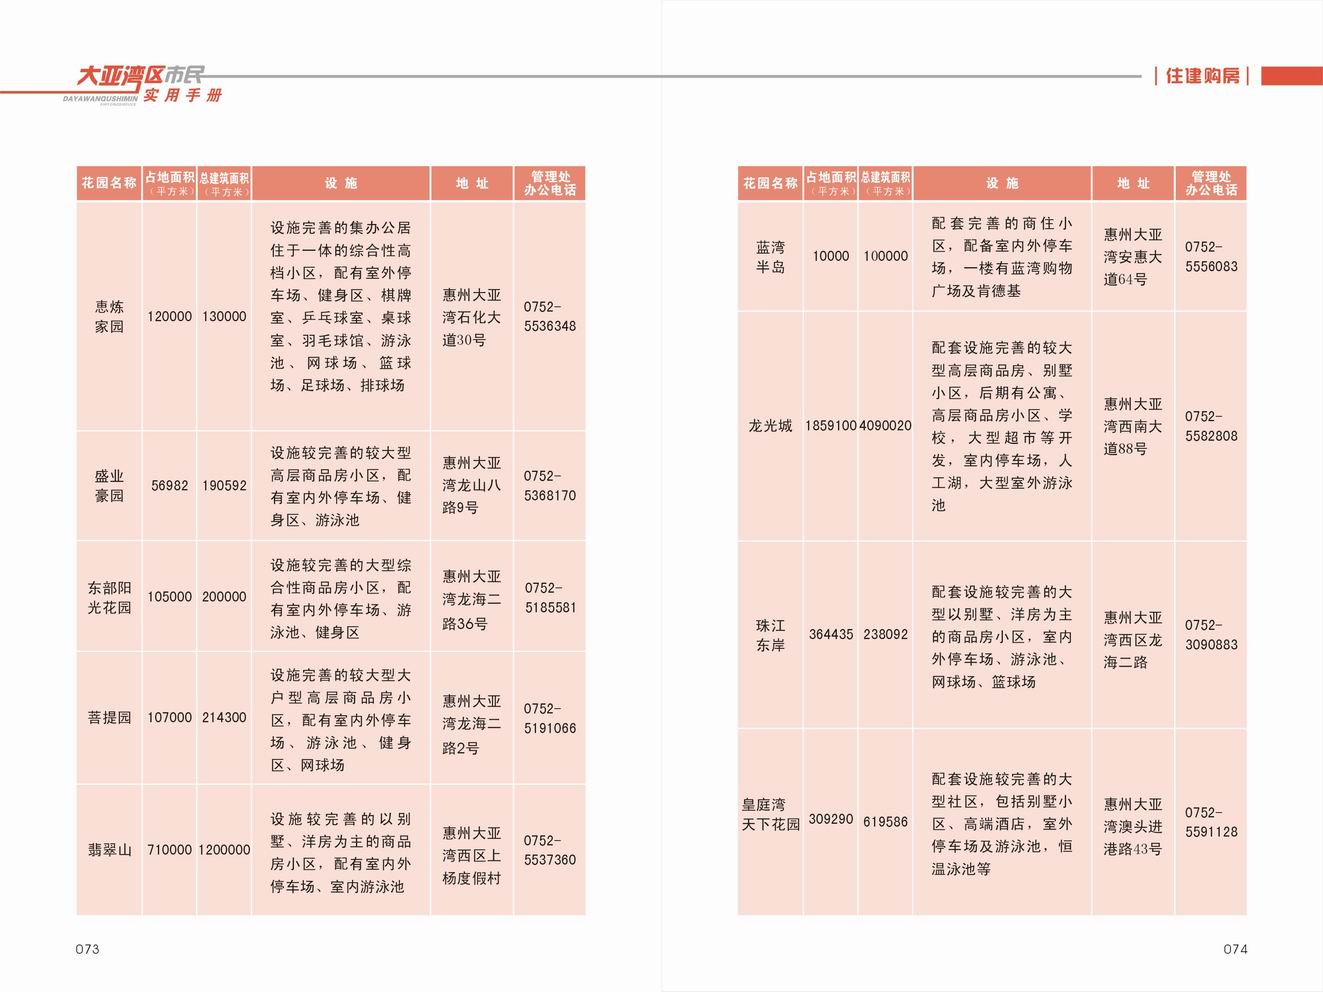 大亚湾区市民
DAYAWANQUSHIMIN
实用手册
住建购房
花园名称
占地面积
（平方米）
总建筑面积
（平方米）
设 施
地 址
管理处
办公电话
恵炼
家园
120000
130000
设施完善的集办公居
住于一体的综合性高
档小区，配有室外停
车场、健身区、棋牌
室、乒乓球室、桌球
室、羽毛球馆、游泳
池、网球场、篮球
场、足球场、排球场
惠州大亚
湾石化大
道30号
0752-
5536348
盛业
豪园
56982
190592
设施较完善的较大型
高层商品房小区，配
有室内外停车场、健
身区、游泳池
惠州大亚
湾龙山八
路9号
0752-
5368170
东部阳
光花园
105000
200000
设施较完善的大型综
合性商品房小区，配
有室内外停车场、游
泳池、健身区
惠州大亚
湾龙海二
路36号
0752-
5185581
菩提园
107000
214300
设施完善的较大型大
户型高层商品房小
区，配有室内外停车
场、游泳池、健身
区、网球场
惠州大亚
湾龙海二
路2号
0752-
5191066
翡翠山
710000
1200000
设施较完善的以别
墅、洋房为主的商品
房小区，配有室内外
停车场、室内游泳池
惠州大亚
湾西区上
杨度假村
0752-
5537360
073
花园名称
占地面积
（平方米）
总建筑面积
（平方米）
设 施
地 址
管理处
办公电话
蓝湾
半岛
10000
100000
配套完善的商住小
区，配备室内外停车
场，一楼有蓝湾购物
广场及肯德基
惠州大亚
湾安惠大
道64号
0752-
5556083
龙光城
1859100
4090020
配套设施完善的较大
型高层商品房、别墅
小区，后期有公寓、
高层商品房小区、学
校，大型超市等开
发，室内停车场，人
工湖，大型室外游泳
池
惠州大亚
湾西南大
道88号
0752-
5582808
珠江
东岸
364435
238092
配套设施较完善的大
型以别墅、洋房为主
的商品房小区，室内
外停车场、游泳池、
网球场、篮球场
惠州大亚
湾西区龙
海二路
0752-
3090883
皇庭湾
天下花园
309290
619586
配套设施较完善的大
型社区，包括别墅小
区、高端酒店，室外
停车场及游泳池，恒
温泳池等
惠州大亚
湾澳头进
港路43号
0752-
5591128
074